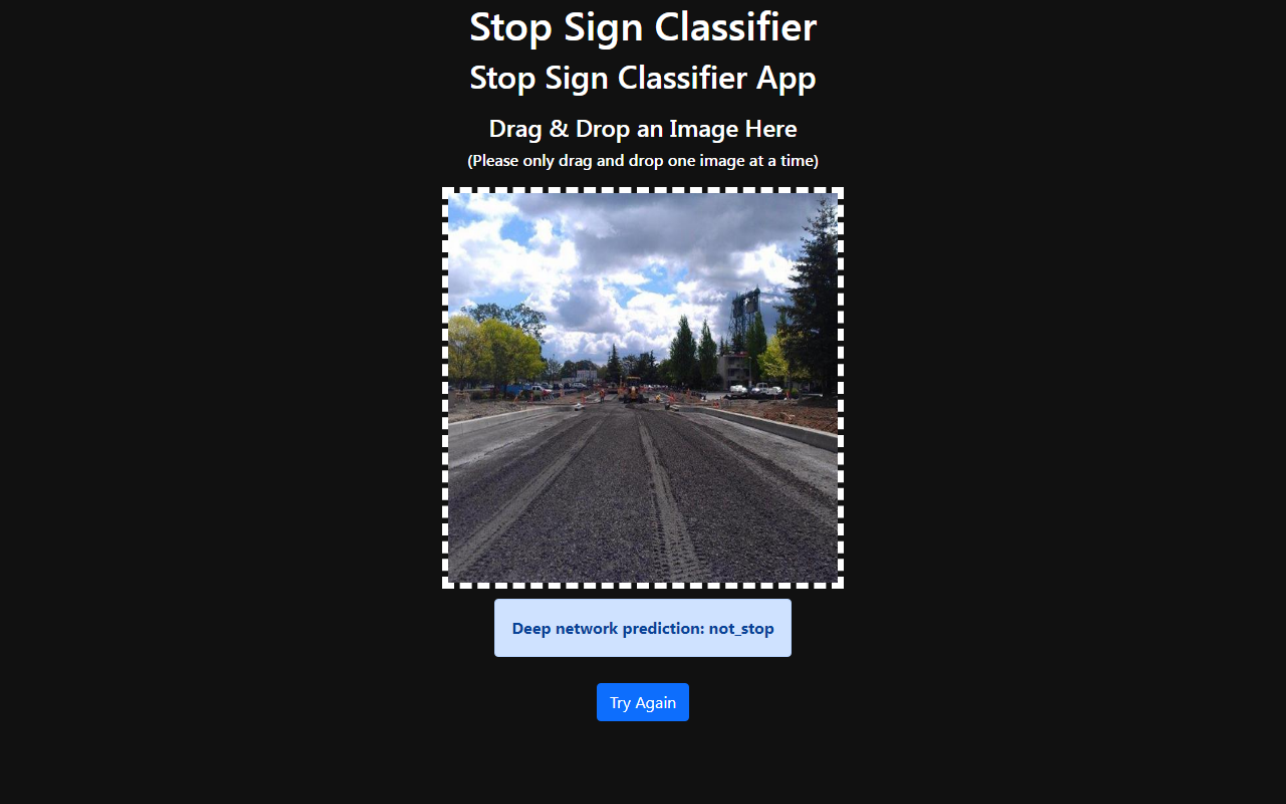 Stop Sign Classifier
Stop Sign Classifier App
Drag & Drop an Image Here
(Please only drag and drop one image at a time)
Deep network prediction: not_stop
Try Again